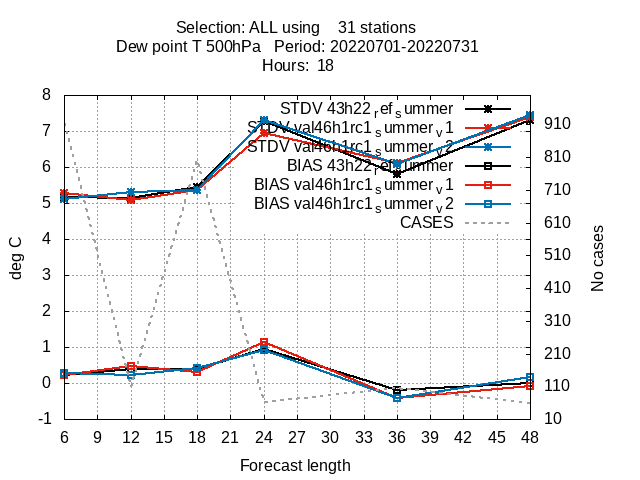 Selection: ALL using    31 stations
Dew point T 500hPa   Period: 20220701-20220731
Hours:  18
STDV 43h22_ref_summer
STDV val46h1rc1_summer_v1
STDV val46h1rc1_summer_v2
BIAS 43h22_ref_summer
BIAS val46h1rc1_summer_v1
BIAS val46h1rc1_summer_v2
CASES
8
7
6
5
4
3
2
1
0
-1
deg C
910
810
710
610
510
410
310
210
110
10
No cases
6 9 12 15 18 21 24 27 30 33 36 39 42 45 48
Forecast length